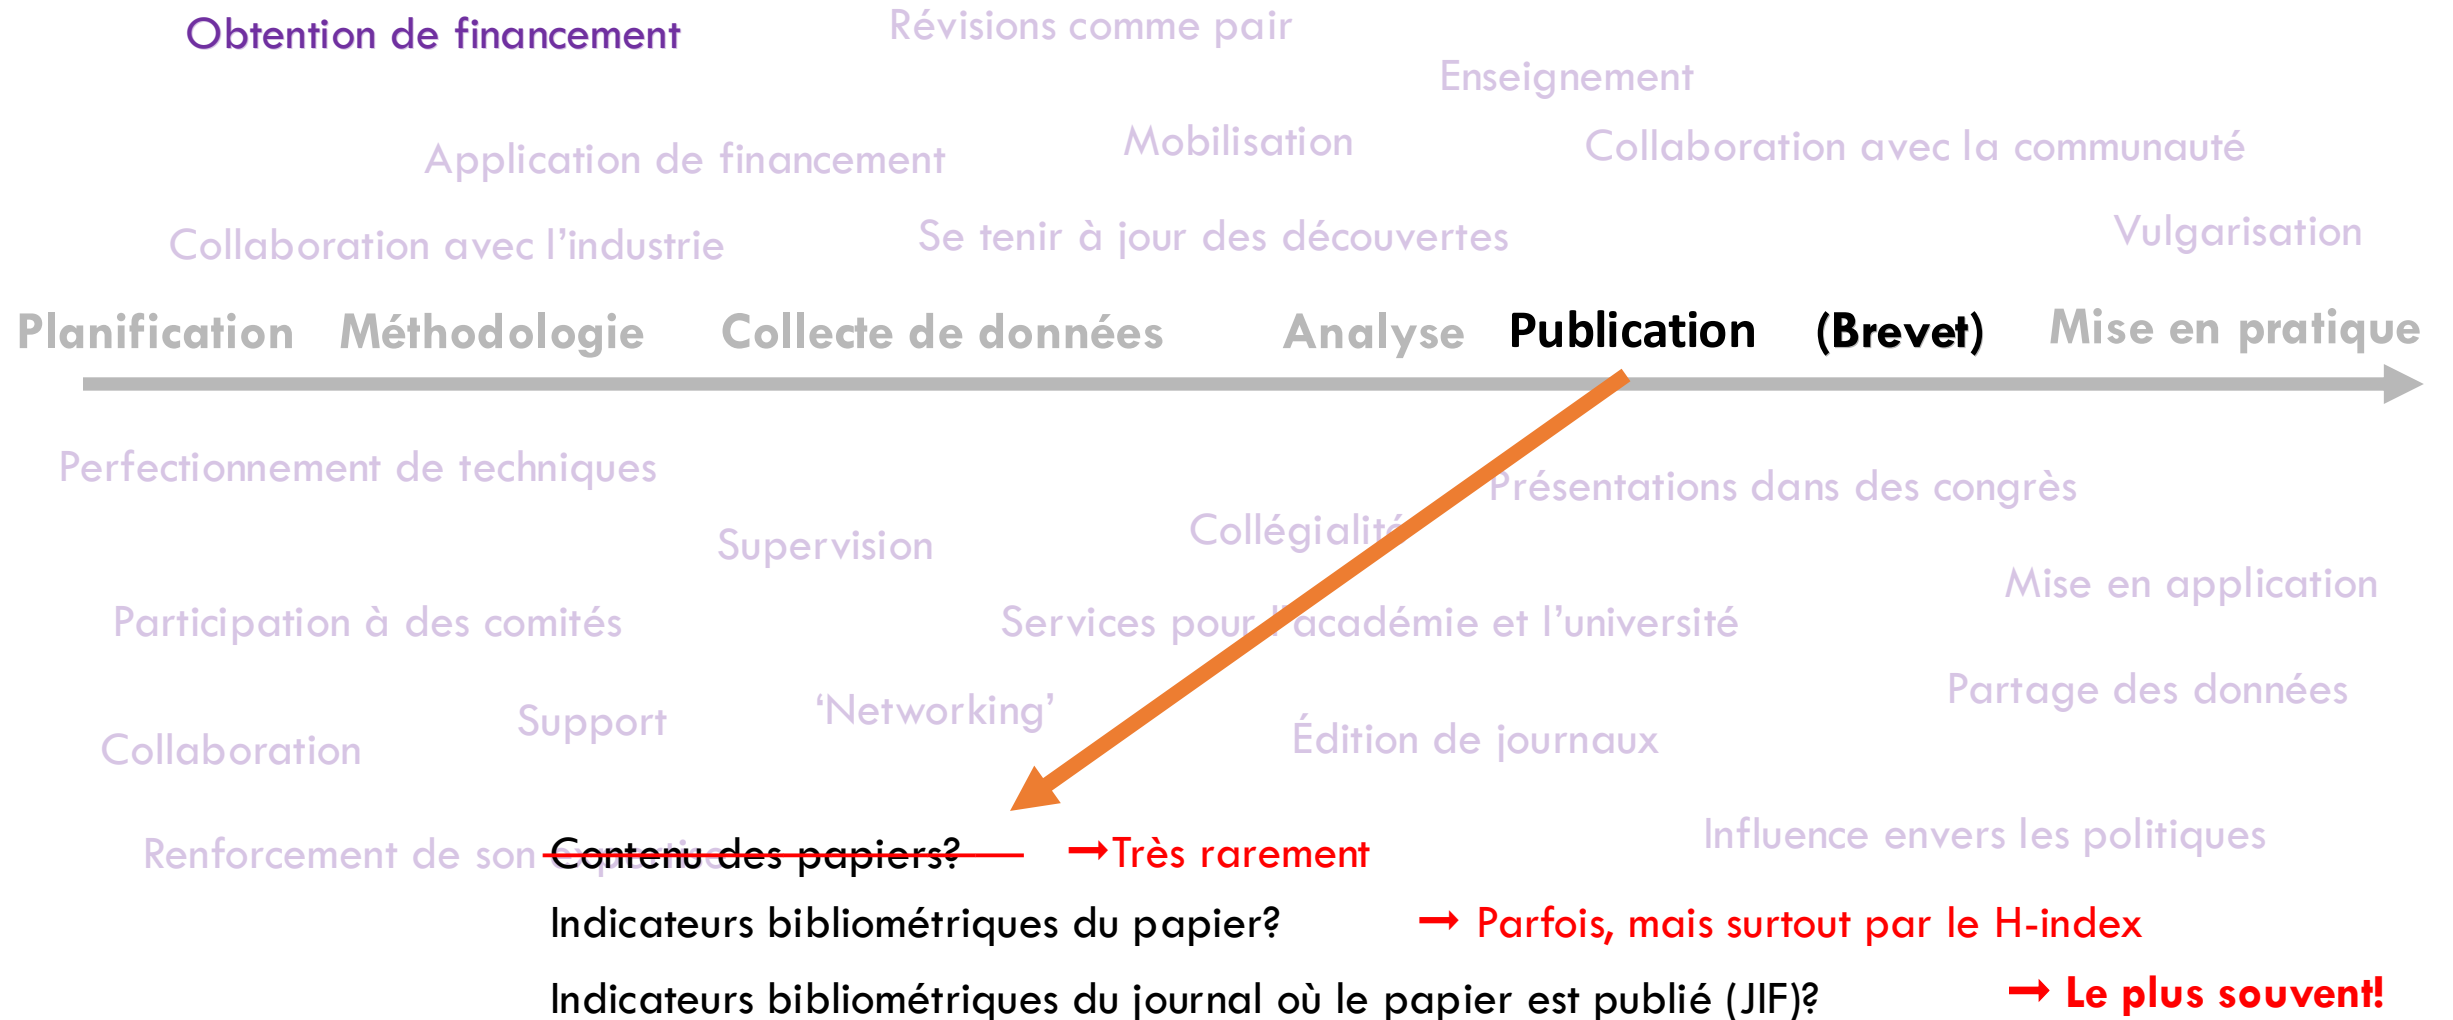 Obtention de financement
Révisions comme pair
Enseignement
Application de financement
Mobilisation
Collaboration avec la communauté
Collaboration avec l’industrie
Se tenir à jour des découvertes
Vulgarisation
Planification
Méthodologie
Collecte de données
Analyse
Publication
(Brevet)
Mise en pratique
Perfectionnement de techniques
Présentations dans des congrès
Supervision
Collégialité
Mise en application
Participation à des comités
Services pour l’académie et l’université
Partage des données
Support
‘Networking’
Édition de journaux
Collaboration
Influence envers les politiques
Renforcement de son expertise
Contenu des papiers?
→Très rarement
Indicateurs bibliométriques du papier?
→ Parfois, mais surtout par le H-index
Indicateurs bibliométriques du journal où le papier est publié (JIF)?
→ Le plus souvent!